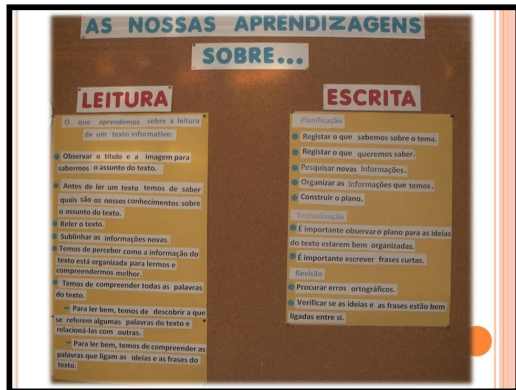 AS NOSSAS APRENDIZAGENS
SOBRE...
LEITURA
O que aprendemos sobre a leitura
de um texto informativo:
Observar o título e a imagem para
sabermos o assunto do texto.
Antes de ler um texto temos de saber
quais são os nossos conhecimentos sobre
o assunto do texto.
Reler o texto.
Sublinhar as informações novas.
Temos de perceber como a informação do
texto está organizada para lermos e
compreendermos melhor.
Temos de compreender todas as palavras
do texto.
– Para ler bem, temos de descobrir a que
se referem algumas palavras do texto e
relacioná-las com outras.
– Para ler bem, temos de compreender as
palavras que ligam as ideias e as frases do
texto.
ESCRITA
Planificação
Registar o que sabemos sobre o tema.
Registar o que queremos saber.
Pesquisar novas informações.
Organizar as informações que temos.
Construir o plano.
Textualização
É importante observaro plano para as ideias
do texto estarem bem organizadas.
É importante escrever frases curtas.
Revisão
Procurar erros ortográficos.
Verificar se as ideias e as frases estão bem
ligadas entre si.